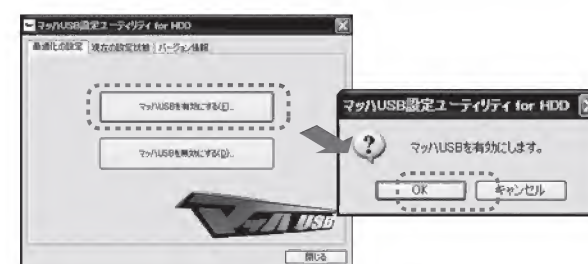 マッハUSB設定ユーティリティ for HDD
最適化の設定 現在の設定状態 バージョン情報
マッハUSBを有効にする(E)...
マッハUSBを無効にする(D)...
マッハ USB
閉じる
マッハUSB設定ユーティリティ for HDD
マッハUSBを有効にします。
OK キャンセル